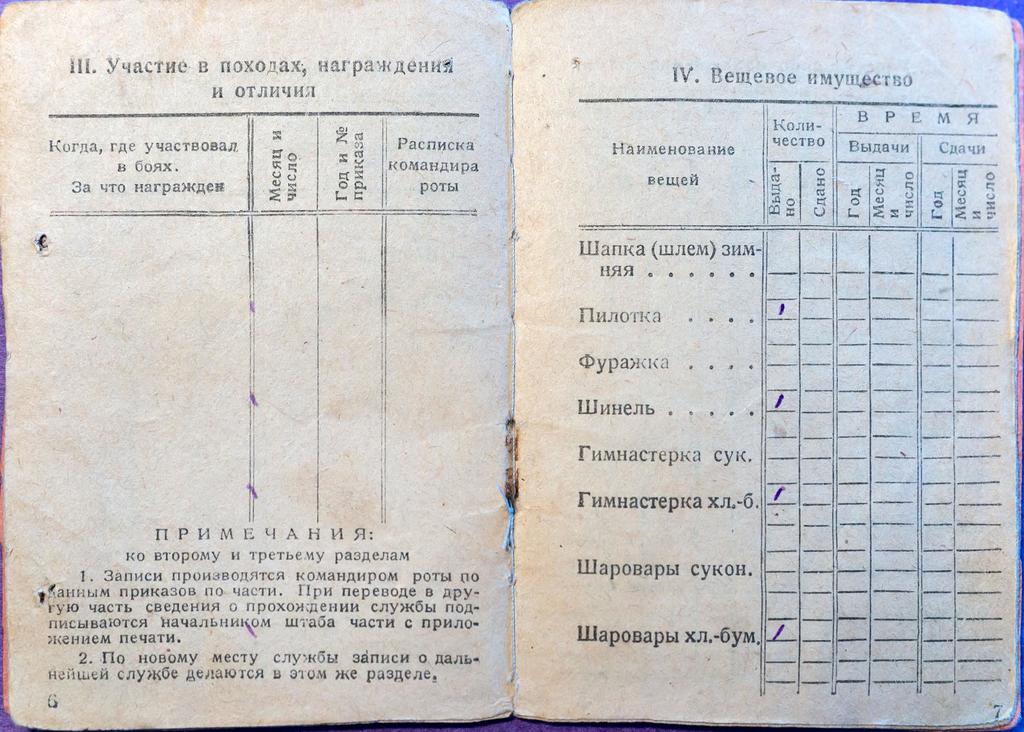 III. Участие в походах, награждения
и отличия
Когда, где участвовал
в боях.
За что награжден
Месяц и
число
Год и №
приказа
Расписка
командира
роты
ПРИМЕЧАНИЯ:
ко второму и третьему разделам
1. Записи производятся командиром роты по
данным приказов по части. При переводе в дру-
гую часть сведения о прохождении службы под-
писываются начальником штаба части с прило-
жением печати.
2. По новому месту службы записи о даль-
нейшей службе делаются в этом же разделе.
6
IV. Вещевое имущество
Наименование
вещей
Коли-
чество
ВРЕМЯ
Выдачи
Сдачи
Выда-
но
Сдано
Год
Месяц
и
число
Год
Месяц
и
число
Шапка (шлем) зим-
няя . . . . . .
Пилотка . . . . 1
Фуражка . . . .
Шинель . . . . . 1
Гимнастерка сук.
Гимнастерка хл.-б. 1
Шаровары сукон.
Шаровары хл.-бум. 1
7